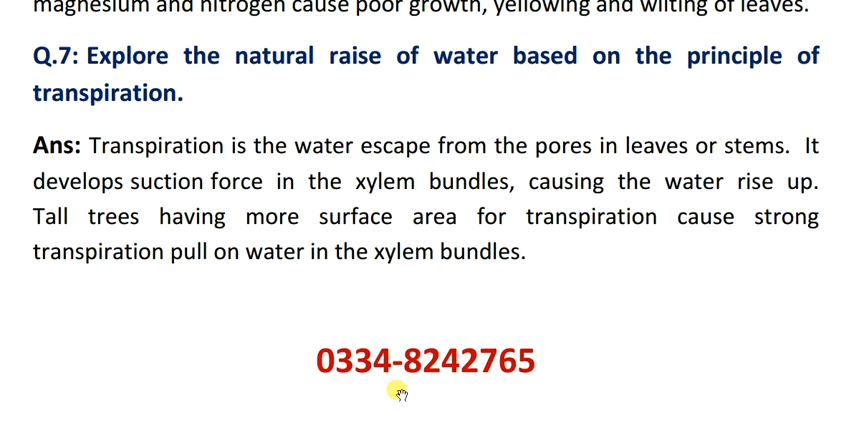 magnesium and nitrogen cause poor growth, yellowing and wilting of leaves.
Q.7: Explore the natural raise of water based on the principle of
transpiration.
Ans: Transpiration is the water escape from the pores in leaves or stems. It
develops suction force in the xylem bundles, causing the water rise up.
Tall trees having more surface area for transpiration cause strong
transpiration pull on water in the xylem bundles.
0334-8242765